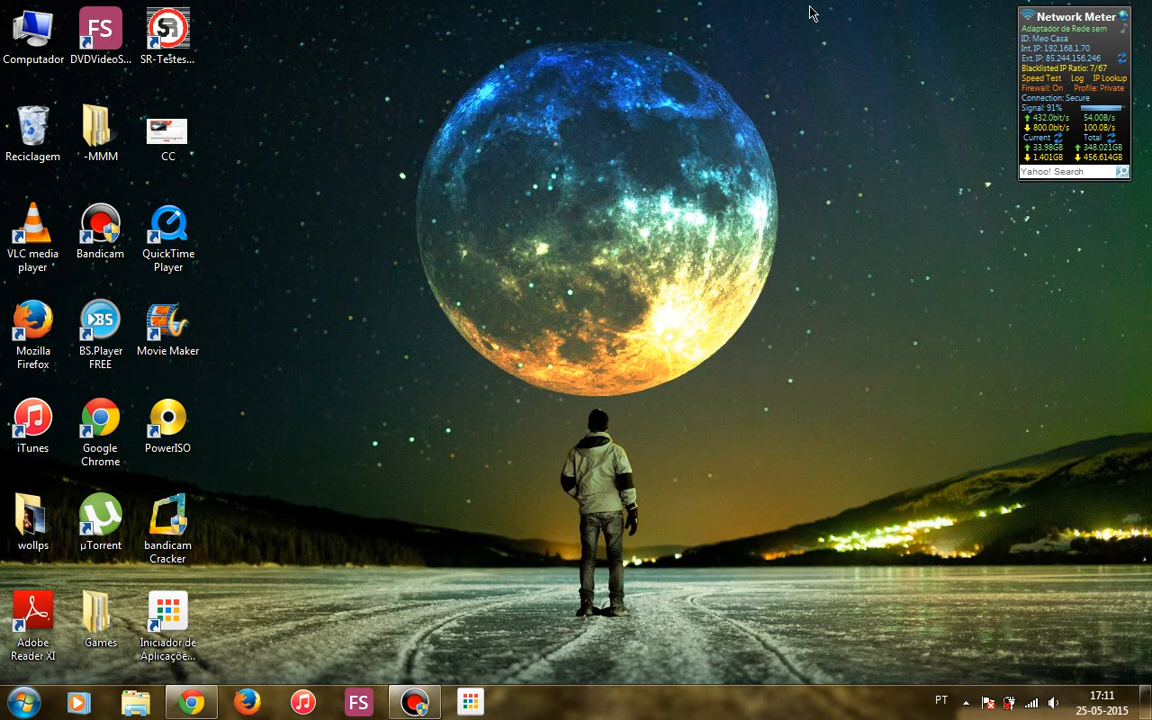 Computador
FS
DVDVideoS...
SR
SR-Testes...
Reciclagem
-MMM
CC
VLC media
player
Bandicam
QuickTime
Player
Mozilla
Firefox
BS
BS.Player
FREE
Movie Maker
iTunes
Google
Chrome
PowerISO
wollps
µ
µTorrent
bandicam
Cracker
Adobe
Reader XI
Games
Iniciador de
Aplicaçõe...
Network Meter
Adaptador de Rede sem
ID: Meo Casa
Int. IP: 192.168.1.70
Ext. IP: 85.244.156.246
Blacklisted IP Ratio: 7/67
Speed Test Log IP Lookup
Firewall: On Profile: Private
Connection: Secure
Signal: 91%
432.0bit/s 54.00B/s
800.0bit/s 100.0B/s
Current Total
33.98GB 348.021GB
1.401GB 456.614GB
Yahoo! Search
FS
PT
17:11
25-05-2015